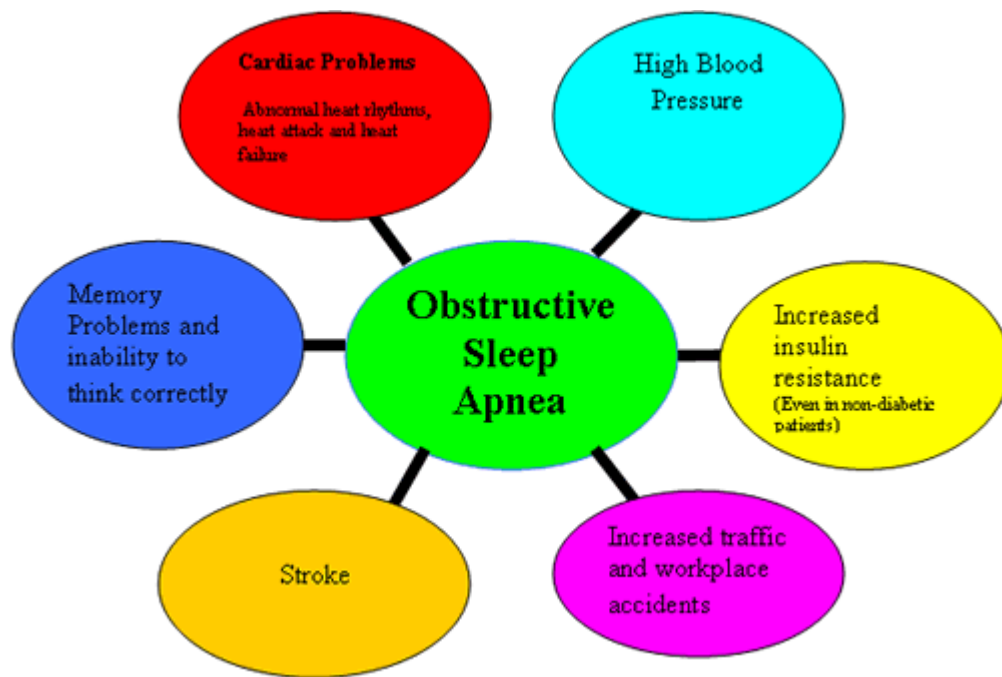 Cardiac Problems
Abnormal heart rhythms,
heart attack and heart
failure
High Blood
Pressure
Memory
Problems and
inability to
think correctly
Obstructive
Sleep
Apnea
Increased
insulin
resistance
(Even in non-diabetic
patients)
Stroke
Increased traffic
and workplace
accidents